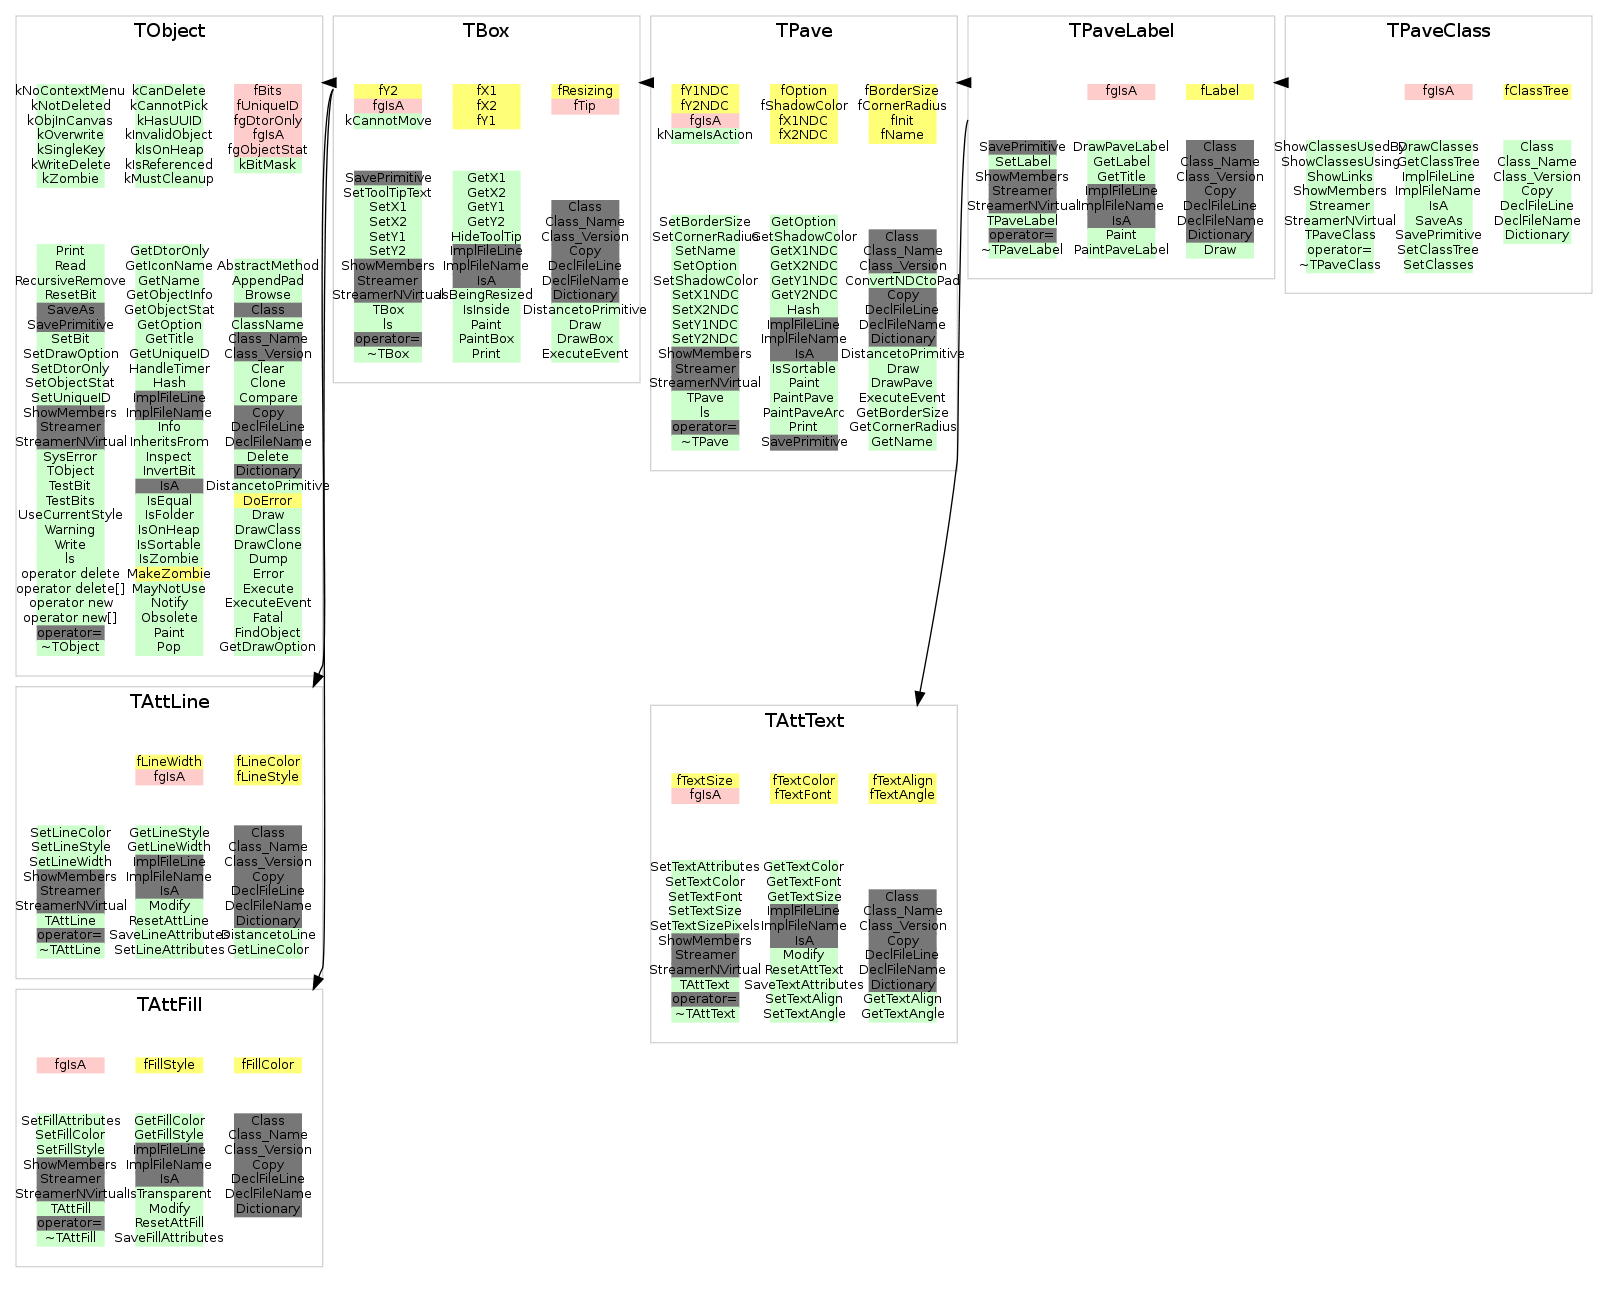 TObject
kNoContextMenu kCanDelete fBits
kNotDeleted kCannotPick fUniqueID
kObjInCanvas kHasUUID fgDtorOnly
kOverwrite kInvalidObject fgIsA
kSingleKey kIsOnHeap fgObjectStat
kWriteDelete kIsReferenced kBitMask
kZombie kMustCleanup
Print GetDtorOnly
Read GetIconName AbstractMethod
RecursiveRemove GetName AppendPad
ResetBit GetObjectInfo Browse
SaveAs GetObjectStat Class
SavePrimitive GetOption ClassName
SetBit GetTitle Class_Name
SetDrawOption GetUniqueID Class_Version
SetDtorOnly HandleTimer Clear
SetObjectStat Hash Clone
SetUniqueID ImplFileLine Compare
ShowMembers ImplFileName Copy
Streamer Info DeclFileLine
StreamerNVirtual InheritsFrom DeclFileName
SysError Inspect Delete
TObject InvertBit Dictionary
TestBit IsA DistancetoPrimitive
TestBits IsEqual DoError
UseCurrentStyle IsFolder Draw
Warning IsOnHeap DrawClass
Write IsSortable DrawClone
ls IsZombie Dump
operator delete MakeZombie Error
operator delete[] MayNotUse Execute
operator new Notify ExecuteEvent
operator new[] Obsolete Fatal
operator= Paint FindObject
~TObject Pop GetDrawOption
TBox
fY2 fX1 fResizing
fgIsA fX2 fTip
kCannotMove fY1
SavePrimitive GetX1
SetToolTipText GetX2
SetX1 GetY1 Class
SetX2 GetY2 Class_Name
SetY1 HideToolTip Class_Version
SetY2 ImplFileLine Copy
ShowMembers ImplFileName DeclFileLine
Streamer IsA DeclFileName
StreamerNVirtual IsBeingResized Dictionary
TBox IsInside DistancetoPrimitive
ls Paint Draw
operator= PaintBox DrawBox
~TBox Print ExecuteEvent
TPave
fY1NDC fOption fBorderSize
fY2NDC fShadowColor fCornerRadius
fgIsA fX1NDC fInit
kNameIsAction fX2NDC fName
SetBorderSize GetOption
SetCornerRadius GetShadowColor Class
SetName GetX1NDC Class_Name
SetOption GetX2NDC Class_Version
SetShadowColor GetY1NDC ConvertNDCtoPad
SetX1NDC GetY2NDC Copy
SetX2NDC Hash DeclFileLine
SetY1NDC ImplFileLine DeclFileName
SetY2NDC ImplFileName Dictionary
ShowMembers IsA DistancetoPrimitive
Streamer IsSortable Draw
StreamerNVirtual Paint DrawPave
TPave PaintPave ExecuteEvent
ls PaintPaveArc GetBorderSize
operator= Print GetCornerRadius
~TPave SavePrimitive GetName
TPaveLabel
fgIsA fLabel
SavePrimitive DrawPaveLabel Class
SetLabel GetLabel Class_Name
ShowMembers GetTitle Class_Version
Streamer ImplFileLine Copy
StreamerNVirtual ImplFileName DeclFileLine
TPaveLabel IsA DeclFileName
operator= Paint Dictionary
~TPaveLabel PaintPaveLabel Draw
TPaveClass
fgIsA fClassTree
ShowClassesUsedBy DrawClasses Class
ShowClassesUsing GetClassTree Class_Name
ShowLinks ImplFileLine Class_Version
ShowMembers ImplFileName Copy
Streamer IsA DeclFileLine
StreamerNVirtual SaveAs DeclFileName
TPaveClass SavePrimitive Dictionary
operator= SetClassTree
~TPaveClass SetClasses
TAttLine
fLineWidth fLineColor
fgIsA fLineStyle
SetLineColor GetLineStyle Class
SetLineStyle GetLineWidth Class_Name
SetLineWidth ImplFileLine Class_Version
ShowMembers ImplFileName Copy
Streamer IsA DeclFileLine
StreamerNVirtual Modify DeclFileName
TAttLine ResetAttLine Dictionary
operator= SaveLineAttributes DistancetoLine
~TAttLine SetLineAttributes GetLineColor
TAttText
fTextSize fTextColor fTextAlign
fgIsA fTextFont fTextAngle
SetTextAttributes GetTextColor
SetTextColor GetTextFont
SetTextFont GetTextSize Class
SetTextSize ImplFileLine Class_Name
SetTextSizePixels ImplFileName Class_Version
ShowMembers IsA Copy
Streamer Modify DeclFileLine
StreamerNVirtual ResetAttText DeclFileName
TAttText SaveTextAttributes Dictionary
operator= SetTextAlign GetTextAlign
~TAttText SetTextAngle GetTextAngle
TAttFill
fgIsA fFillStyle fFillColor
SetFillAttributes GetFillColor Class
SetFillColor GetFillStyle Class_Name
SetFillStyle ImplFileLine Class_Version
ShowMembers ImplFileName Copy
Streamer IsA DeclFileLine
StreamerNVirtual IsTransparent DeclFileName
TAttFill Modify Dictionary
operator= ResetAttFill
~TAttFill SaveFillAttributes